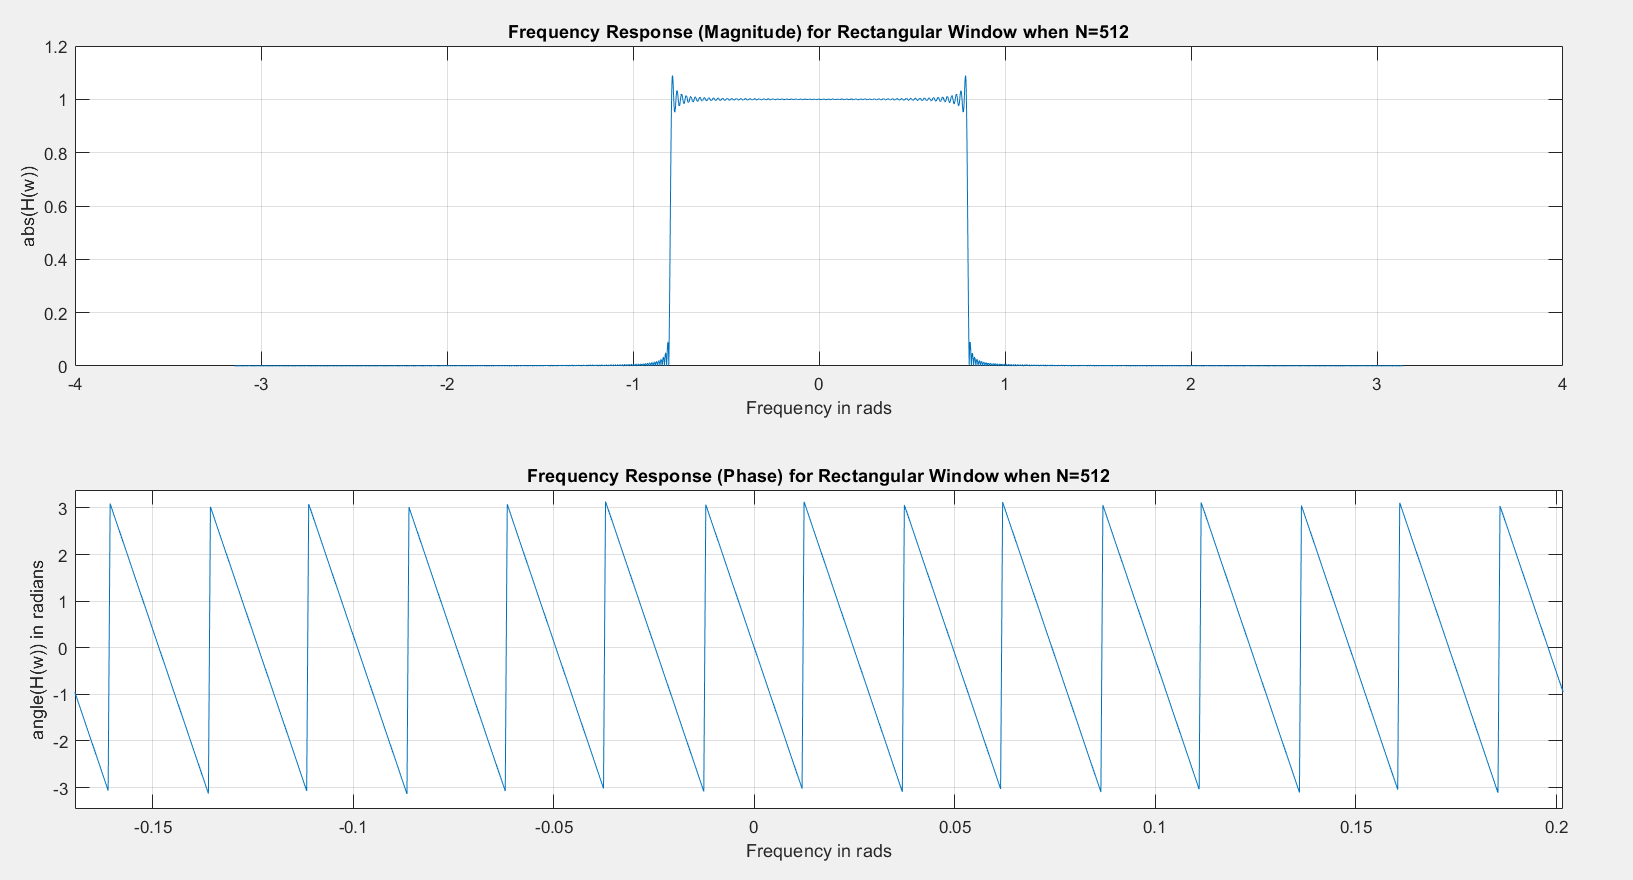 Frequency Response (Magnitude) for Rectangular Window when N=512
1.2
1
0.8
0.6
0.4
0.2
0
abs(H(w))
-4 -3 -2 -1 0 1 2 3 4
Frequency in rads
Frequency Response (Phase) for Rectangular Window when N=512
3
2
1
0
-1
-2
-3
angle(H(w)) in radians
-0.15 -0.1 -0.05 0 0.05 0.1 0.15 0.2
Frequency in rads